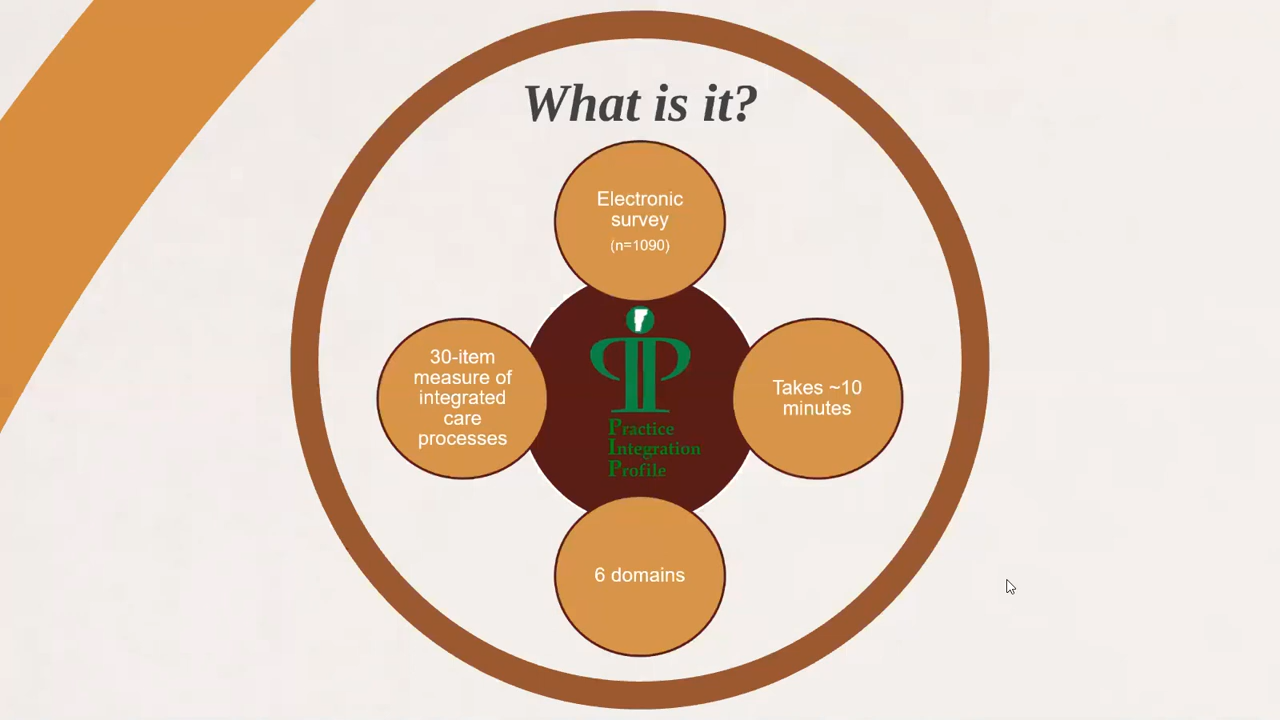 What is it?
Electronic
survey
(n=1090)
30-item
measure of
integrated
care
processes
Practice
Integration
Profile
Takes ~10
minutes
6 domains